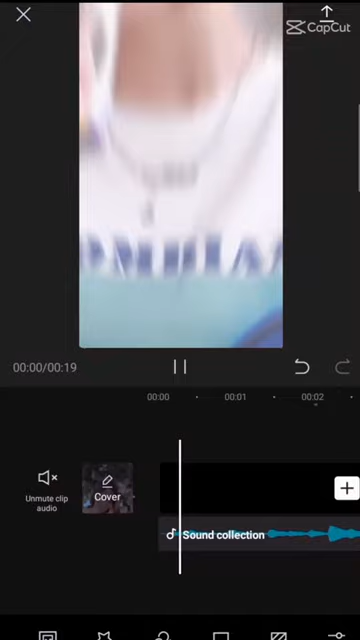 CapCut
00:00/00:19
00:00
00:01
00:02
Unmute clip
audio
Cover
Sound collection